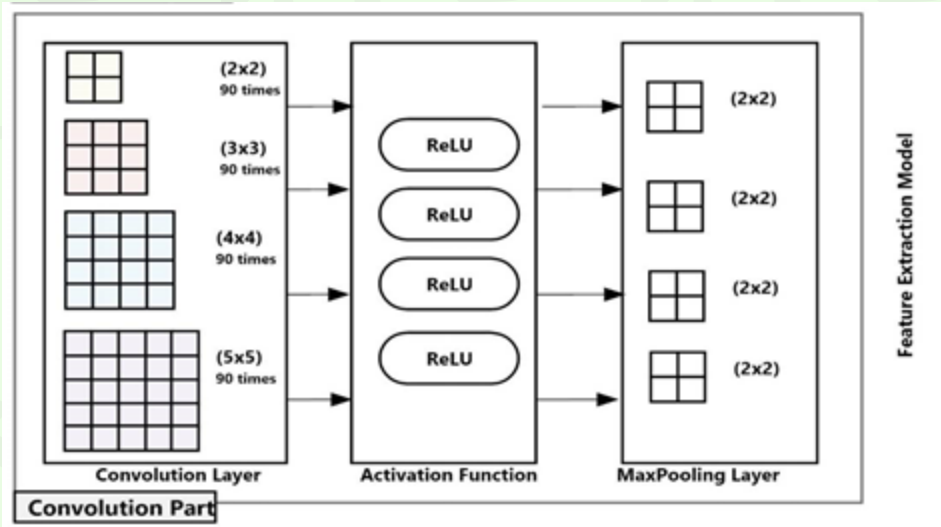 (2x2)
90 times
(3x3)
90 times
(4x4)
90 times
(5x5)
90 times
Convolution Layer
ReLU
ReLU
ReLU
ReLU
Activation Function
(2x2)
(2x2)
(2x2)
(2x2)
MaxPooling Layer
Convolution Part
Feature Extraction Model